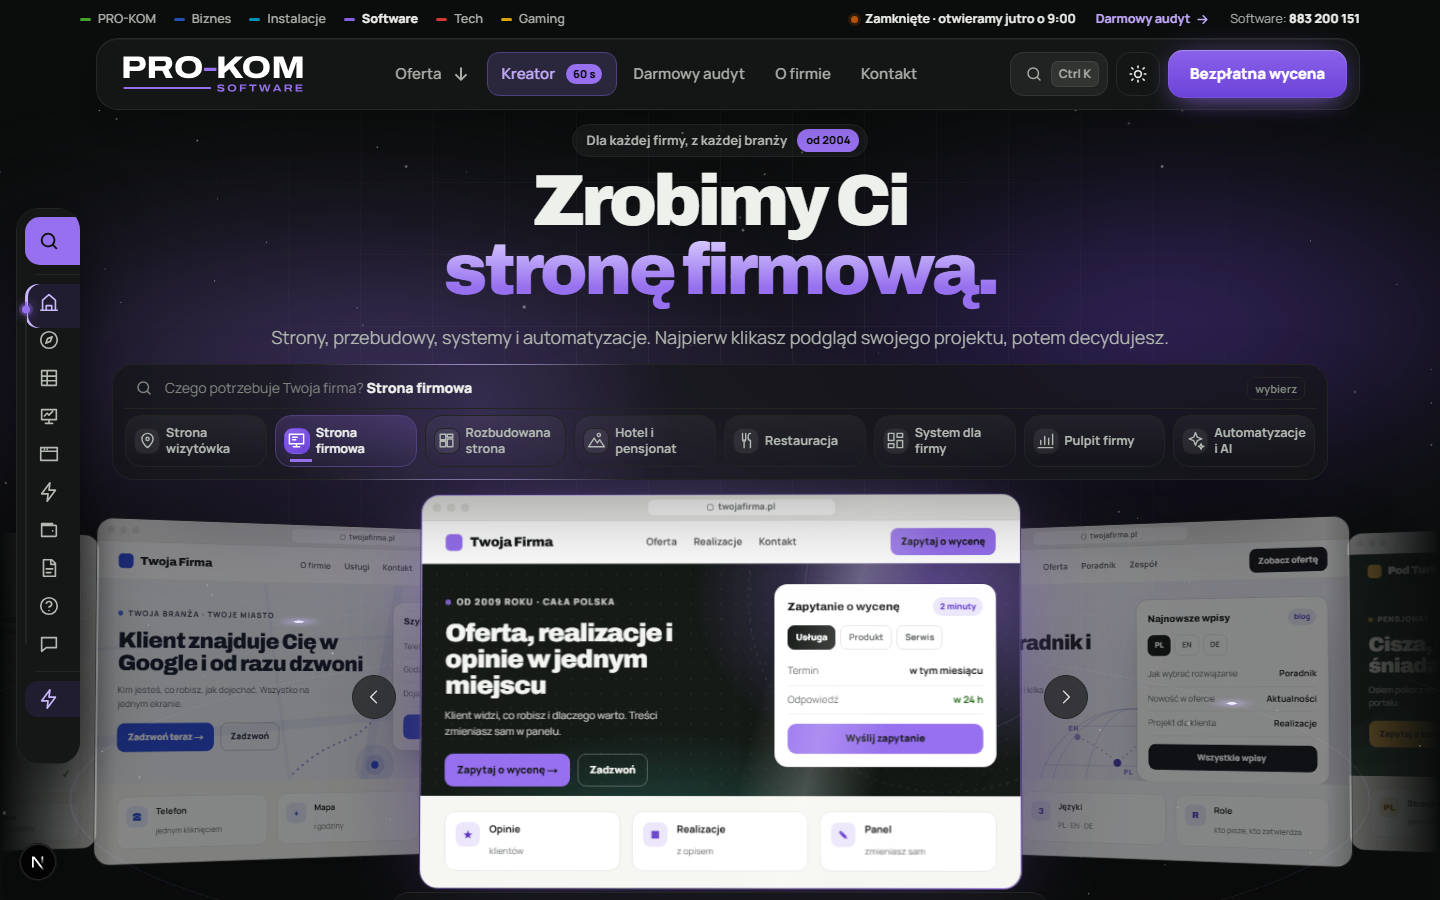 PRO-KOM
Biznes
Instalacje
Software
Tech
Gaming
Zamknięte · otwieramy jutro o 9:00
Darmowy audyt →
Software: 883 200 151
PRO-KOM
SOFTWARE
Oferta
Kreator
60 s
Darmowy audyt
O firmie
Kontakt
Ctrl K
Bezpłatna wycena
Dla każdej firmy, z każdej branży
od 2004
Zrobimy Ci
stronę firmową.
Strony, przebudowy, systemy i automatyzacje. Najpierw klikasz podgląd swojego projektu, potem decydujesz.
Czego potrzebuje Twoja firma? Strona firmowa
wybierz
Strona
wizytówka
Strona
firmowa
Rozbudowana
strona
Hotel i
pensjonat
Restauracja
System dla
firmy
Pulpit firmy
Automatyzacje
i AI
twojafirma.pl
Twoja Firma
O firmie
Usługi
Kontakt
TWOJA BRANŻA · TWOJE MIASTO
Klient znajduje Cię w
Google i od razu dzwoni
Kim jesteś, co robisz, jak dojechać. Wszystko na
jednym ekranie.
Zadzwoń teraz →
Zadzwoń
Telefon
jednym kliknięciem
Mapa
i godziny
twojafirma.pl
Twoja Firma
Oferta
Realizacje
Kontakt
Zapytaj o wycenę
OD 2009 ROKU · CAŁA POLSKA
Oferta, realizacje i
opinie w jednym
miejscu
Klient widzi, co robisz i dlaczego warto. Treści
zmieniasz sam w panelu.
Zapytaj o wycenę →
Zadzwoń
Zapytanie o wycenę
2 minuty
Usługa
Produkt
Serwis
Termin
w tym miesiącu
Odpowiedź
w 24 h
Wyślij zapytanie
Opinie
klientów
Realizacje
z opisem
Panel
zmieniasz sam
twojafirma.pl
Oferta
Poradnik
Zespół
Zobacz ofertę
Najnowsze wpisy
blog
PL
EN
DE
Jak wybrać rozwiązanie
Poradnik
Nowość w ofercie
Aktualności
Projekt dla klienta
Realizacje
Wszystkie wpisy
EN
PL
3
Języki
PL · EN · DE
R
Role
kto pisze, kto zatwierdza
Cisza,
PL
N